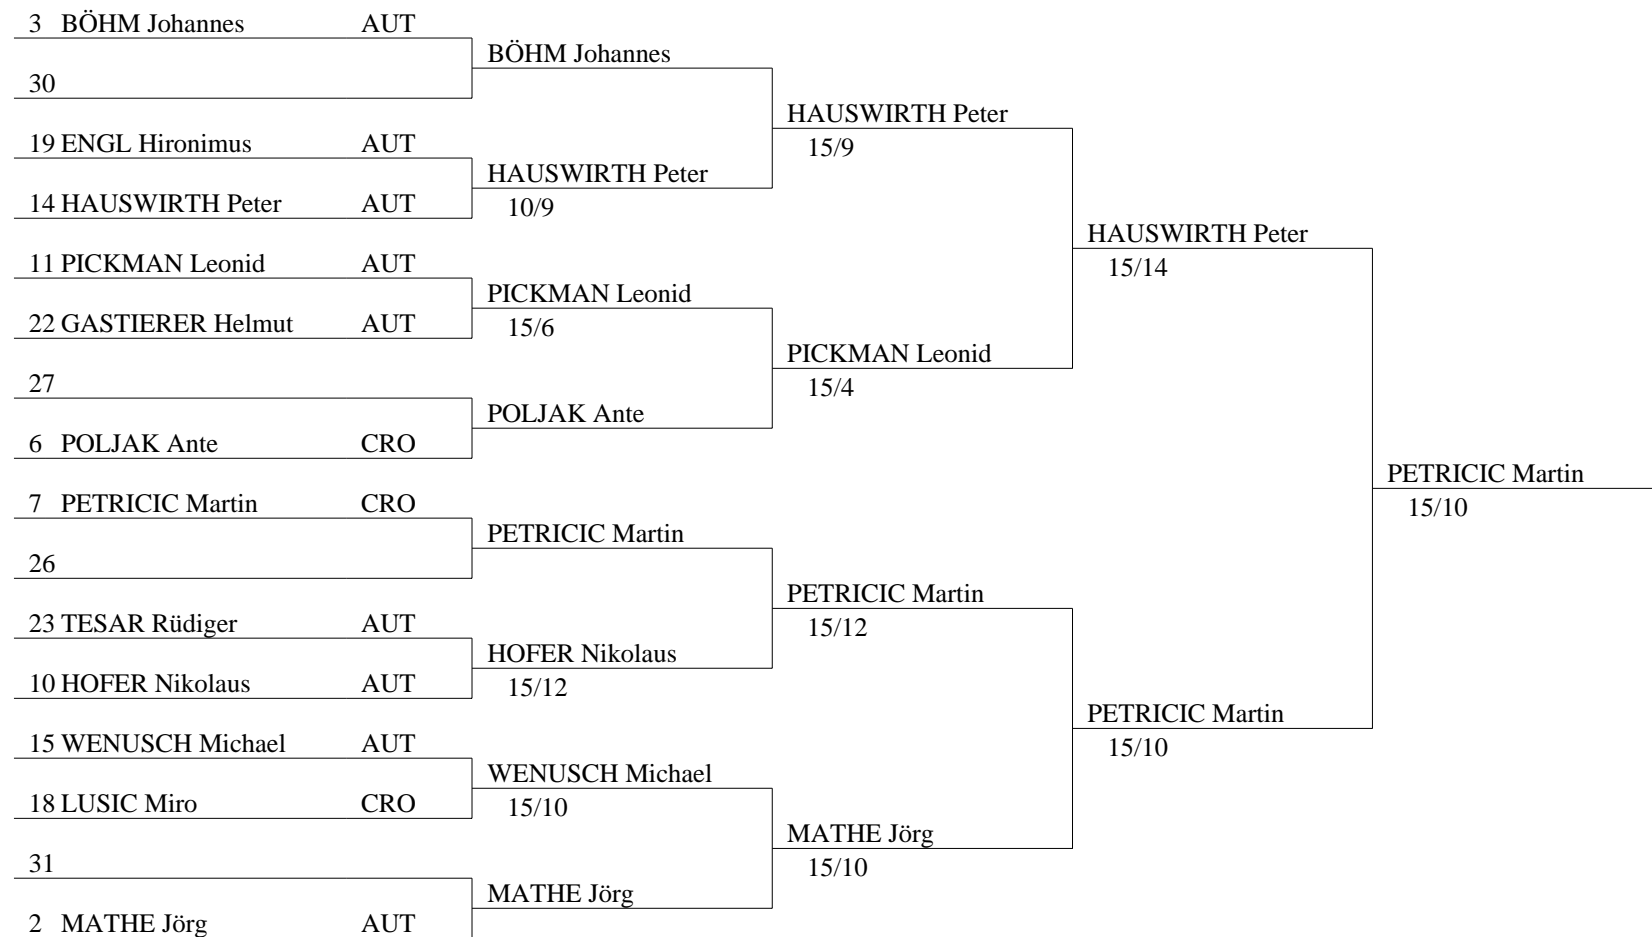 3 BÖHM Johannes AUT
BÖHM Johannes
30
HAUSWIRTH Peter
19 ENGL Hironimus AUT
15/9
HAUSWIRTH Peter
14 HAUSWIRTH Peter AUT
10/9
HAUSWIRTH Peter
11 PICKMAN Leonid AUT
15/14
PICKMAN Leonid
22 GASTIERER Helmut AUT
15/6
PICKMAN Leonid
27
15/4
POLJAK Ante
6 POLJAK Ante CRO
PETRICIC Martin
7 PETRICIC Martin CRO
15/10
PETRICIC Martin
26
PETRICIC Martin
23 TESAR Rüdiger AUT
15/12
HOFER Nikolaus
10 HOFER Nikolaus AUT
15/12
PETRICIC Martin
15 WENUSCH Michael AUT
15/10
WENUSCH Michael
18 LUSIC Miro CRO
15/10
MATHE Jörg
31
15/10
MATHE Jörg
2 MATHE Jörg AUT